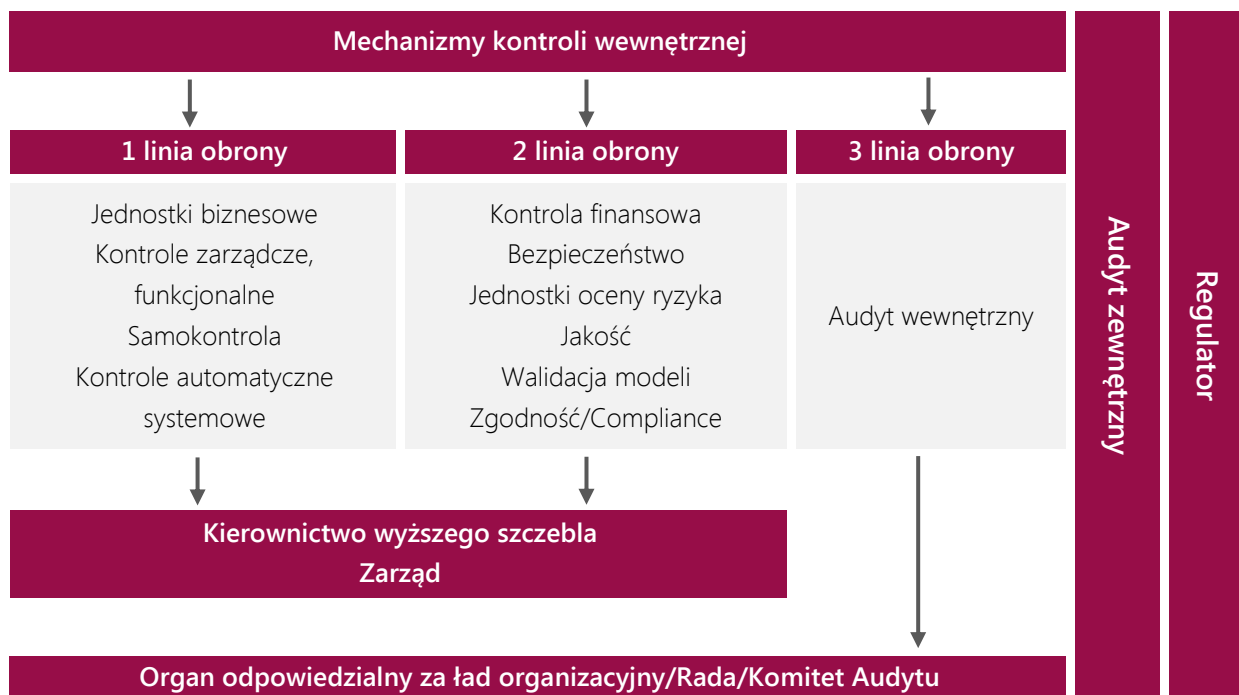 Mechanizmy kontroli wewnętrznej
1 linia obrony
Jednostki biznesowe
Kontrole zarządcze,
funkcjonalne
Samokontrola
Kontrole automatyczne
systemowe
2 linia obrony
Kontrola finansowa
Bezpieczeństwo
Jednostki oceny ryzyka
Jakość
Walidacja modeli
Zgodność/Compliance
3 linia obrony
Audyt wewnętrzny
Kierownictwo wyższego szczebla
Zarząd
Organ odpowiedzialny za ład organizacyjny/Rada/Komitet Audytu
Audyt zewnętrzny
Regulator